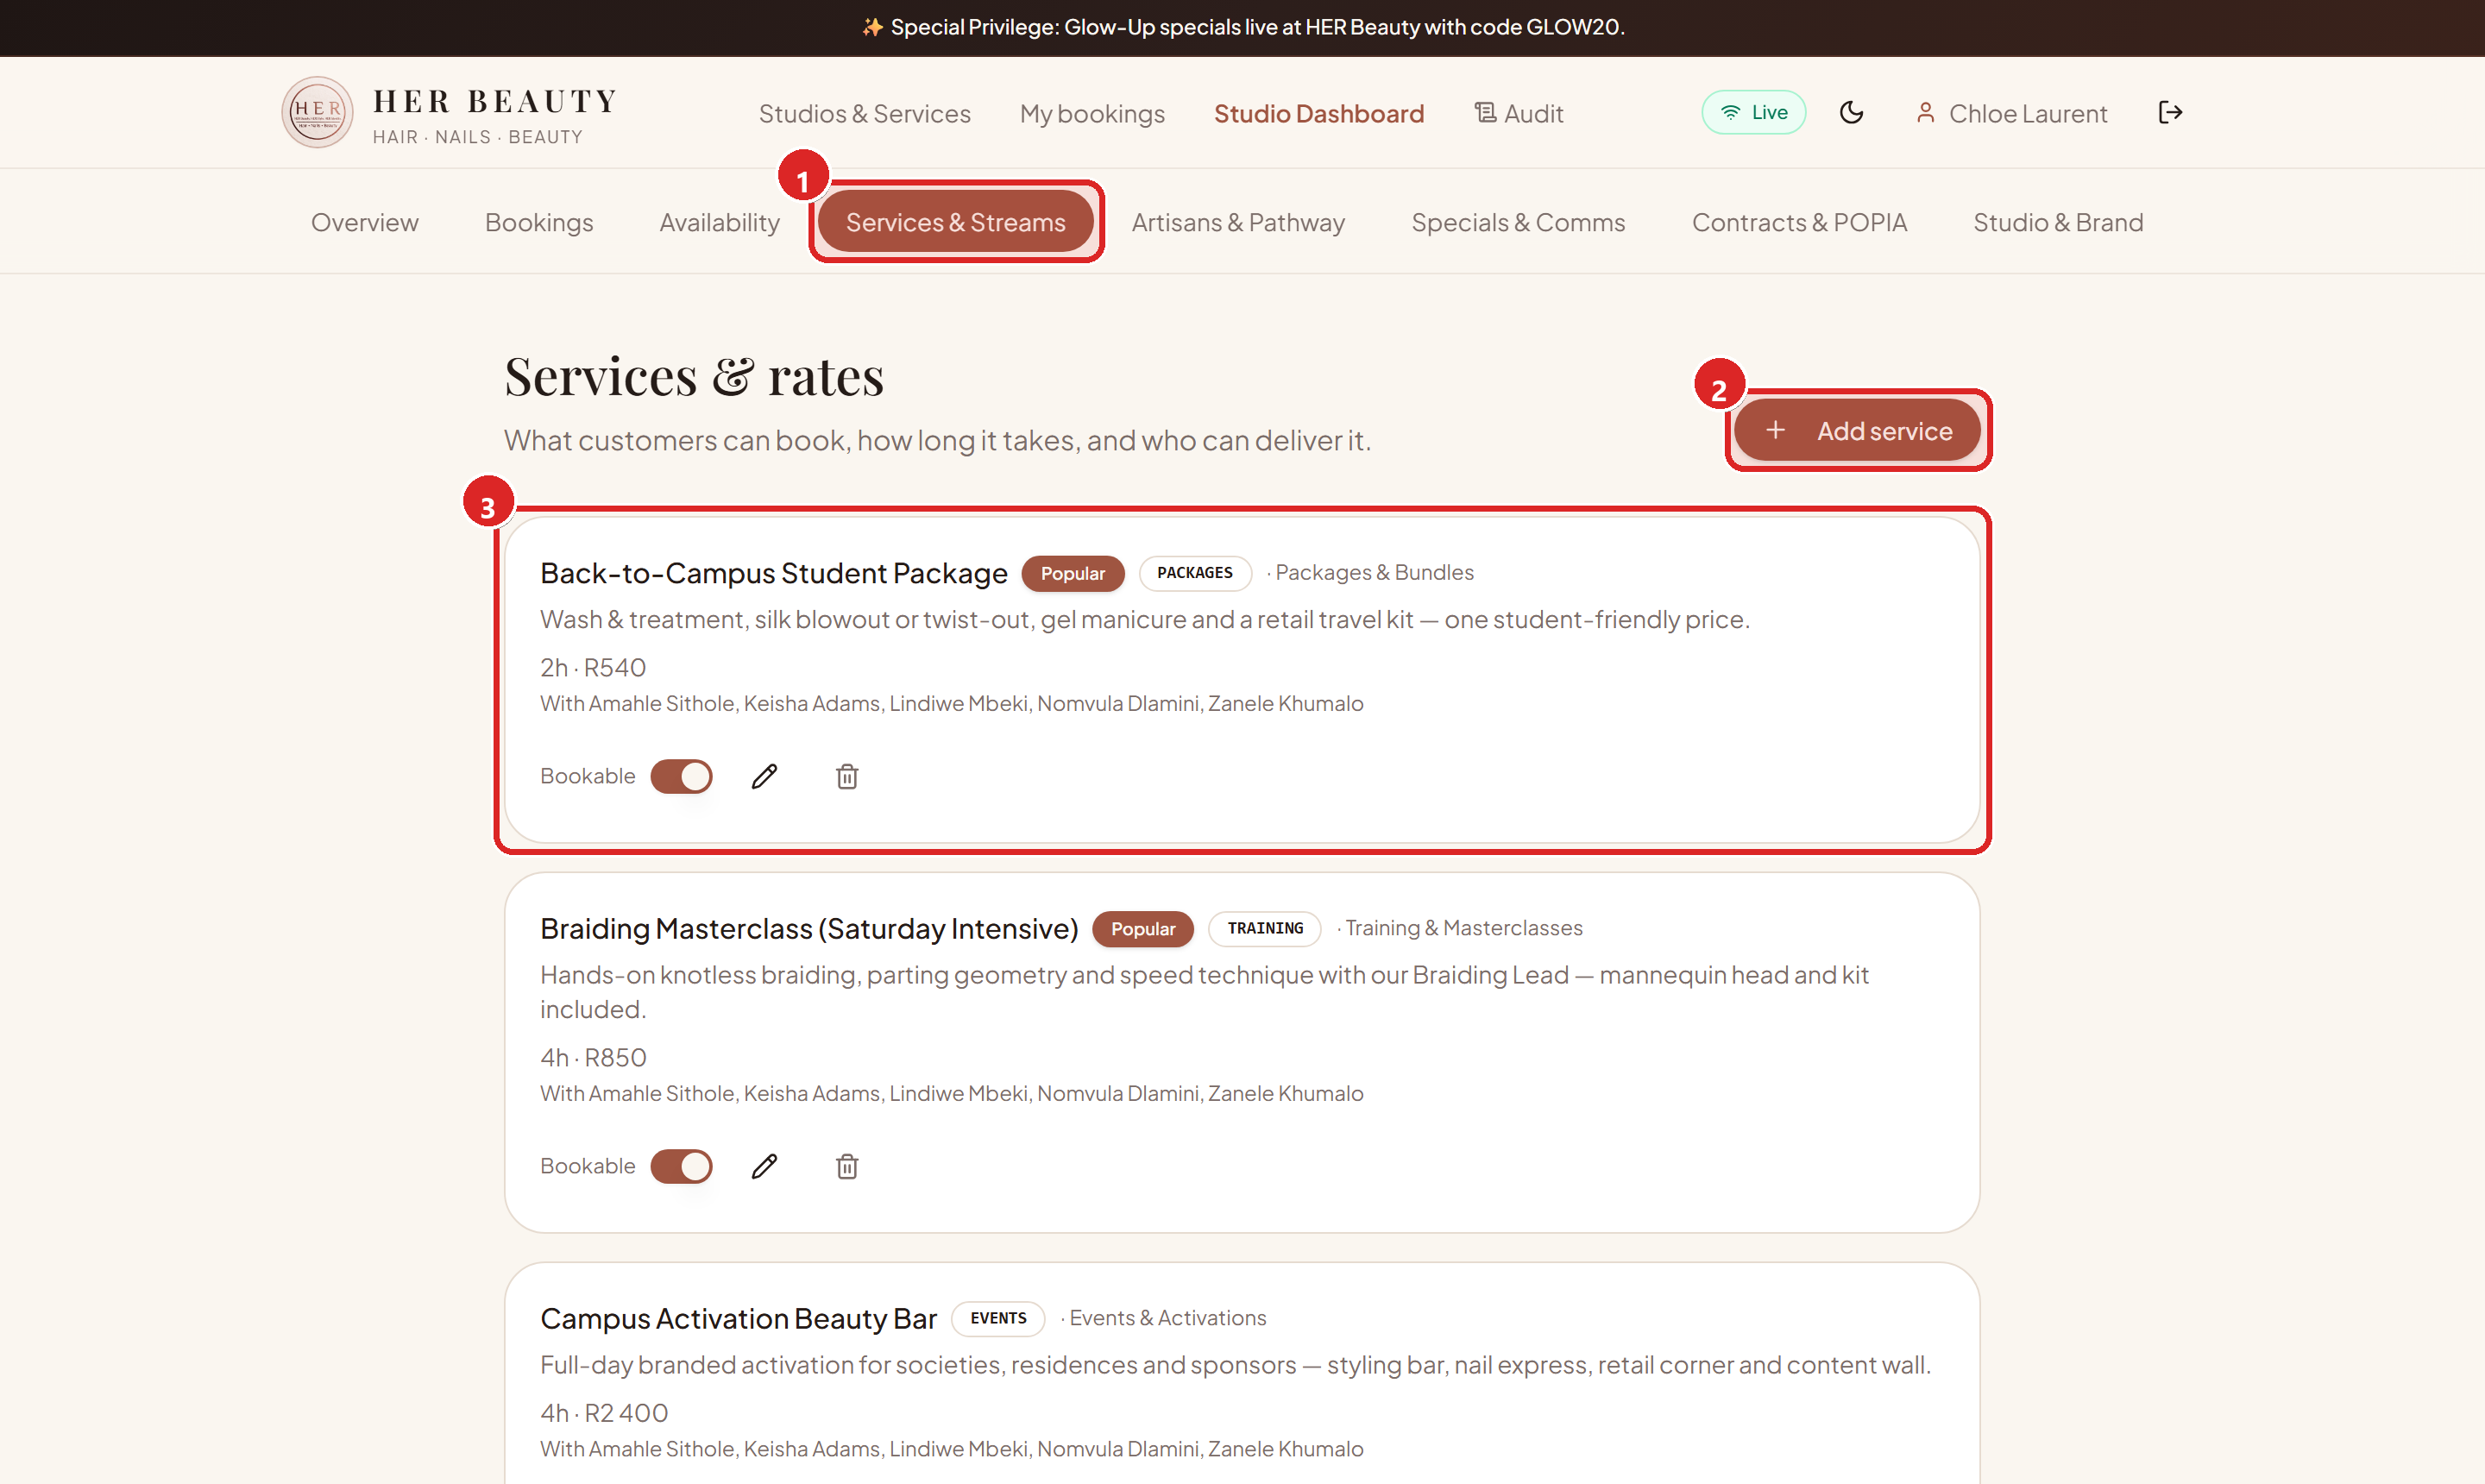 ✨ Special Privilege: Glow-Up specials live at HER Beauty with code GLOW20.
HER
HER BEAUTY
HAIR · NAILS · BEAUTY
Studios & Services
My bookings
Studio Dashboard
Audit
Live
Chloe Laurent
1
Overview
Bookings
Availability
Services & Streams
Artisans & Pathway
Specials & Comms
Contracts & POPIA
Studio & Brand
Services & rates
What customers can book, how long it takes, and who can deliver it.
2
+ Add service
3
Back-to-Campus Student Package Popular PACKAGES · Packages & Bundles
Wash & treatment, silk blowout or twist-out, gel manicure and a retail travel kit — one student-friendly price.
2h · R540
With Amahle Sithole, Keisha Adams, Lindiwe Mbeki, Nomvula Dlamini, Zanele Khumalo
Bookable
Braiding Masterclass (Saturday Intensive) Popular TRAINING · Training & Masterclasses
Hands-on knotless braiding, parting geometry and speed technique with our Braiding Lead — mannequin head and kit
included.
4h · R850
With Amahle Sithole, Keisha Adams, Lindiwe Mbeki, Nomvula Dlamini, Zanele Khumalo
Bookable
Campus Activation Beauty Bar EVENTS · Events & Activations
Full-day branded activation for societies, residences and sponsors — styling bar, nail express, retail corner and content wall.
4h · R2 400
With Amahle Sithole, Keisha Adams, Lindiwe Mbeki, Nomvula Dlamini, Zanele Khumalo